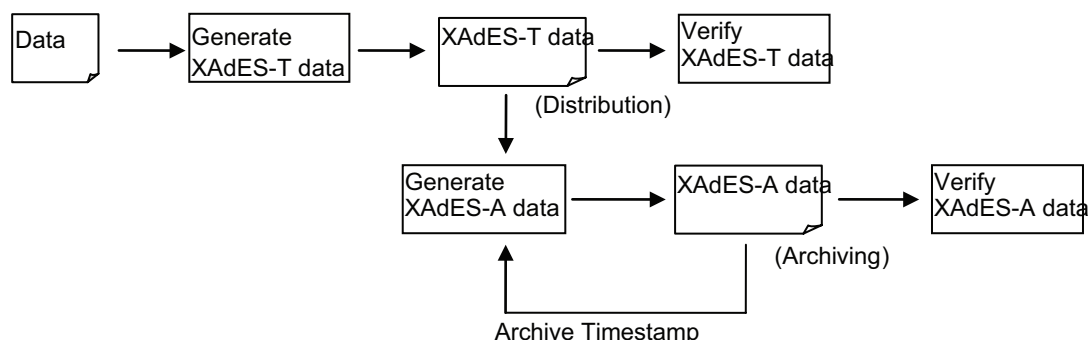 Data
Generate
XAdES-T data
XAdES-T data
Verify
XAdES-T data
(Distribution)
Generate
XAdES-A data
XAdES-A data
Verify
XAdES-A data
(Archiving)
Archive Timestamp